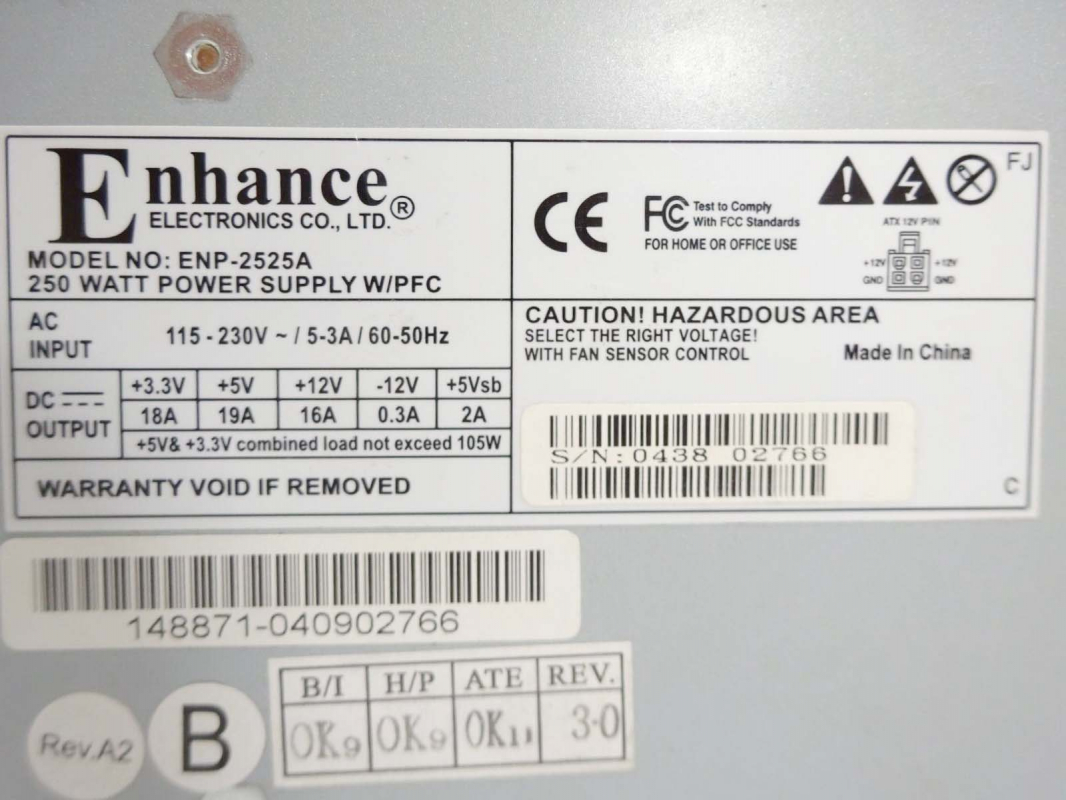 Enhance®
ELECTRONICS CO., LTD.
MODEL NO: ENP-2525A
250 WATT POWER SUPPLY W/PFC
AC INPUT
115 - 230V ~ / 5-3A / 60-50Hz
DC OUTPUT
+3.3V +5V +12V -12V +5Vsb
18A 19A 16A 0.3A 2A
+5V& +3.3V combined load not exceed 105W
WARRANTY VOID IF REMOVED
CE
FC Test to Comply
With FCC Standards
FOR HOME OR OFFICE USE
FJ
ATX 12V P\IN
+12V +12V
GND GND
CAUTION! HAZARDOUS AREA
SELECT THE RIGHT VOLTAGE!
WITH FAN SENSOR CONTROL
Made In China
S/N:0438 02766
C
148871-040902766
B/I H/P ATE REV.
OK9 OK9 OK11 3·0
Rev.A2
B